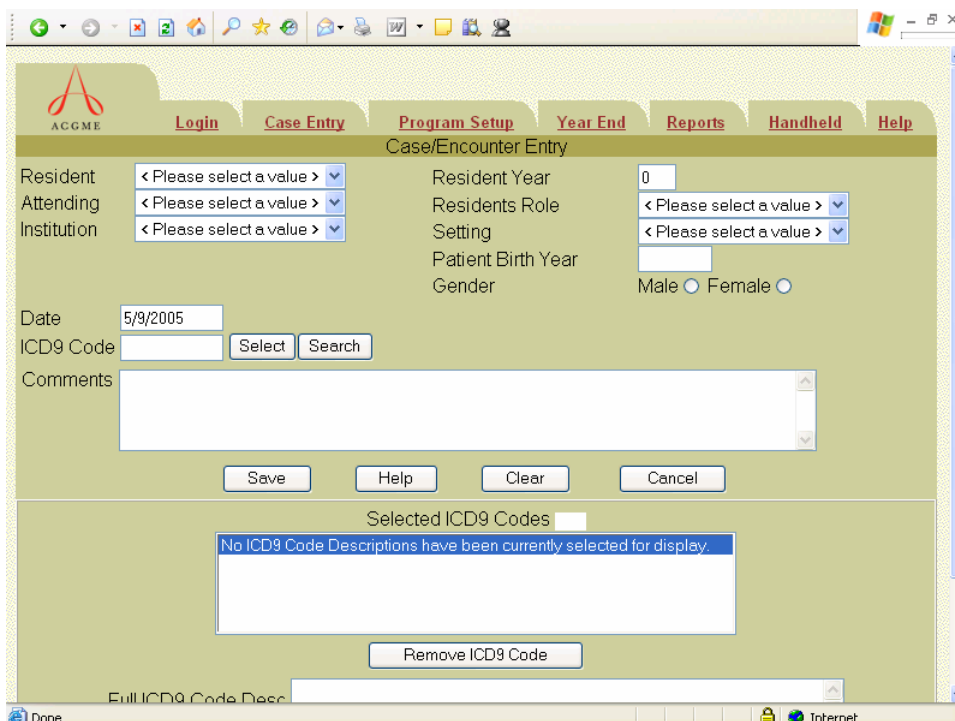 ACGME
Login Case Entry Program Setup Year End Reports Handheld Help
Case/Encounter Entry
Resident < Please select a value > Resident Year 0
Attending < Please select a value > Residents Role < Please select a value >
Institution < Please select a value > Setting < Please select a value >
Patient Birth Year
Gender Male Female
Date 5/9/2005
ICD9 Code Select Search
Comments
Save Help Clear Cancel
Selected ICD9 Codes
No ICD9 Code Descriptions have been currently selected for display.
Remove ICD9 Code
Full ICD9 Code Desc
Done Internet